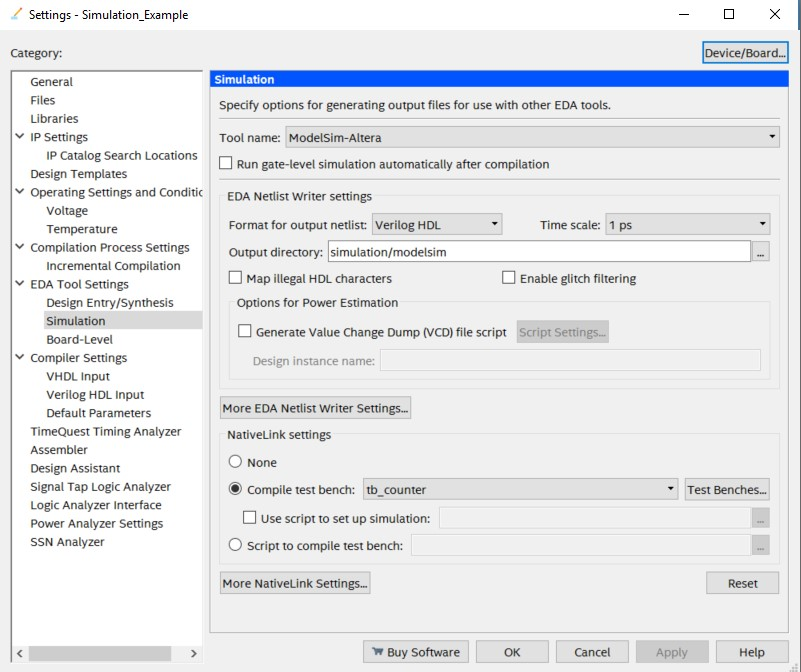 Settings - Simulation_Example
Category:
Device/Board...
General
Files
Libraries
IP Settings
IP Catalog Search Locations
Design Templates
Operating Settings and Conditic
Voltage
Temperature
Compilation Process Settings
Incremental Compilation
EDA Tool Settings
Design Entry/Synthesis
Simulation
Board-Level
Compiler Settings
VHDL Input
Verilog HDL Input
Default Parameters
TimeQuest Timing Analyzer
Assembler
Design Assistant
Signal Tap Logic Analyzer
Logic Analyzer Interface
Power Analyzer Settings
SSN Analyzer
Simulation
Specify options for generating output files for use with other EDA tools.
Tool name: ModelSim-Altera
Run gate-level simulation automatically after compilation
EDA Netlist Writer settings
Format for output netlist: Verilog HDL Time scale: 1 ps
Output directory: simulation/modelsim ...
Map illegal HDL characters Enable glitch filtering
Options for Power Estimation
Generate Value Change Dump (VCD) file script Script Settings...
Design instance name:
More EDA Netlist Writer Settings...
NativeLink settings
None
Compile test bench: tb_counter Test Benches...
Use script to set up simulation: ...
Script to compile test bench: ...
More NativeLink Settings... Reset
Buy Software OK Cancel Apply Help